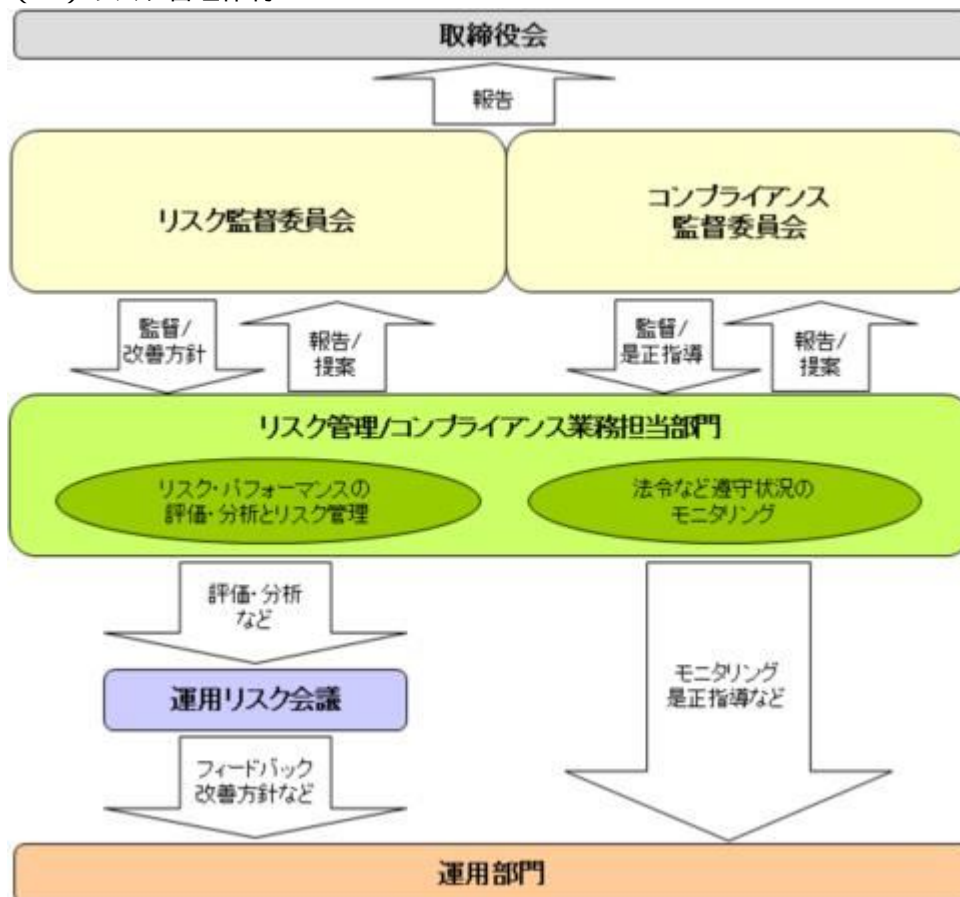 取締役会
報告
リスク監督委員会
コンプライアンス
監督委員会
監督/
改善方針
報告/
提案
監督/
是正指導
報告/
提案
リスク管理/コンプライアンス業務担当部門
リスク・パフォーマンスの
評価・分析とリスク管理
法令など遵守状況の
モニタリング
評価・分析
など
運用リスク会議
モニタリング
是正指導など
フィードバック
改善方針など
運用部門